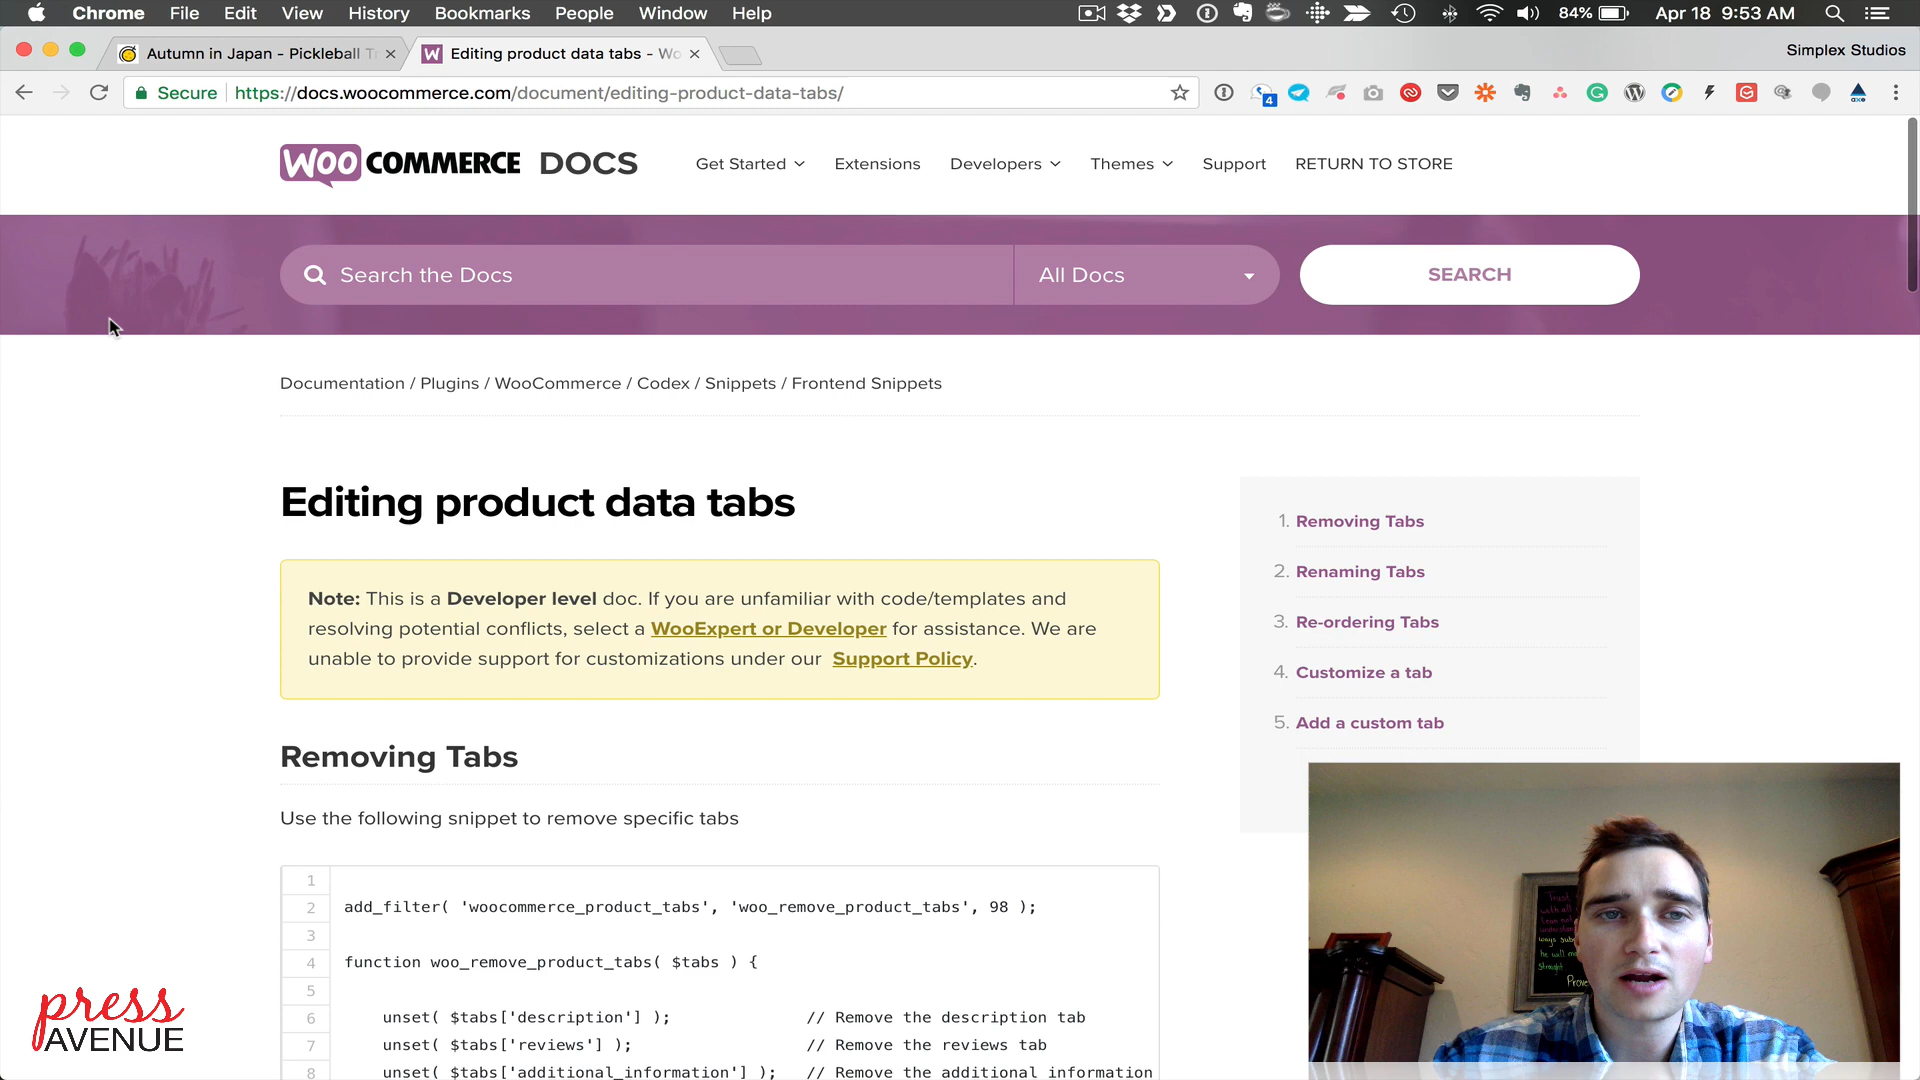 Chrome File Edit View History Bookmarks People Window Help 84% Apr 18 9:53 AM
Autumn in Japan - Pickleball T
Editing product data tabs - Wo
Simplex Studios
Secure https://docs.woocommerce.com/document/editing-product-data-tabs/
4
WOOCOMMERCE DOCS
Get Started Extensions Developers Themes Support RETURN TO STORE
Search the Docs All Docs SEARCH
Documentation / Plugins / WooCommerce / Codex / Snippets / Frontend Snippets
Editing product data tabs
Note: This is a Developer level doc. If you are unfamiliar with code/templates and
resolving potential conflicts, select a WooExpert or Developer for assistance. We are
unable to provide support for customizations under our Support Policy.
1. Removing Tabs
2. Renaming Tabs
3. Re-ordering Tabs
4. Customize a tab
5. Add a custom tab
Removing Tabs
Use the following snippet to remove specific tabs
1
2 add_filter( 'woocommerce_product_tabs', 'woo_remove_product_tabs', 98 );
3
4 function woo_remove_product_tabs( $tabs ) {
5
6 unset( $tabs['description'] ); // Remove the description tab
7 unset( $tabs['reviews'] ); // Remove the reviews tab
8 unset( $tabs['additional_information'] ); // Remove the additional information
press
AVENUE
Trust
with all
straight